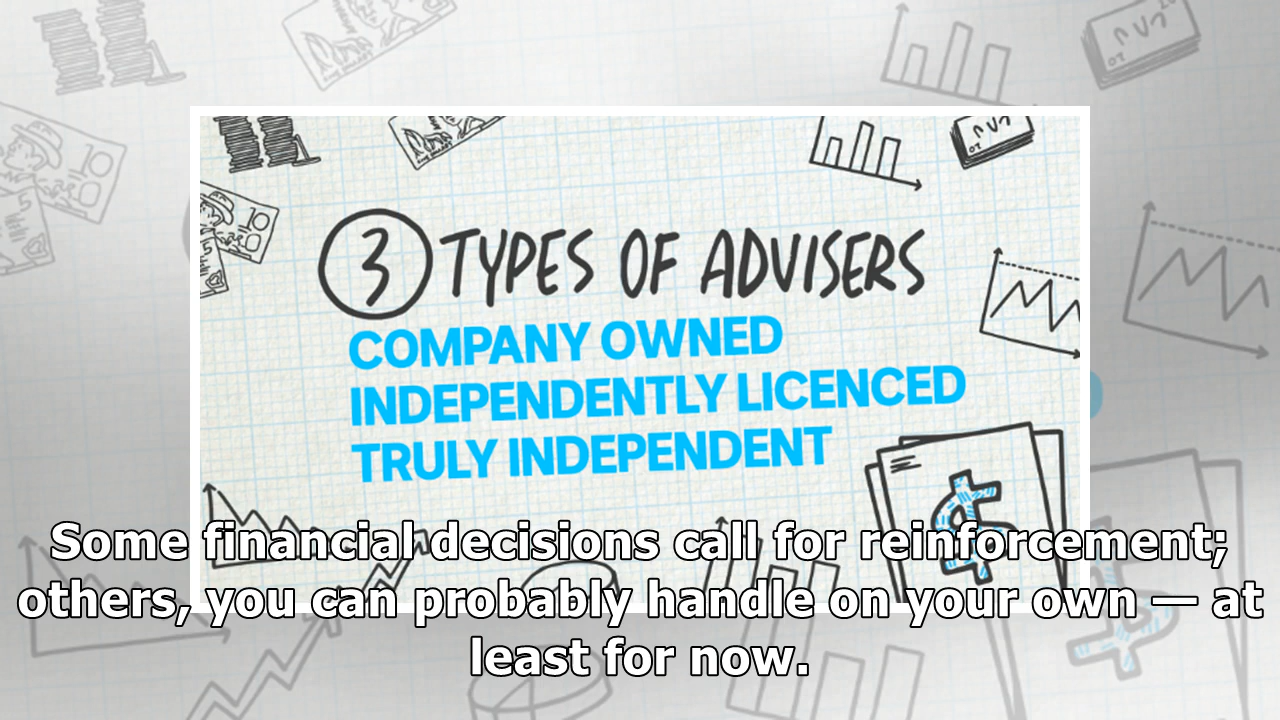 3 TYPES OF ADVISERS
COMPANY OWNED
INDEPENDENTLY LICENCED
TRULY INDEPENDENT
Some financial decisions call for reinforcement;
others, you can probably handle on your own — at
least for now.